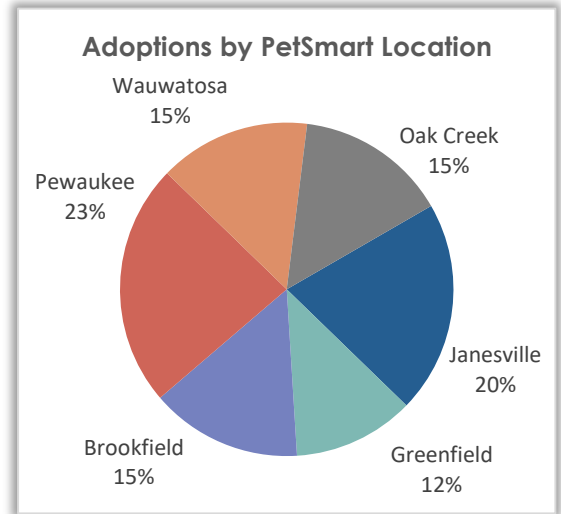 Adoptions by PetSmart Location
Wauwatosa
15%
Oak Creek
15%
Pewaukee
23%
Janesville
20%
Brookfield
15%
Greenfield
12%